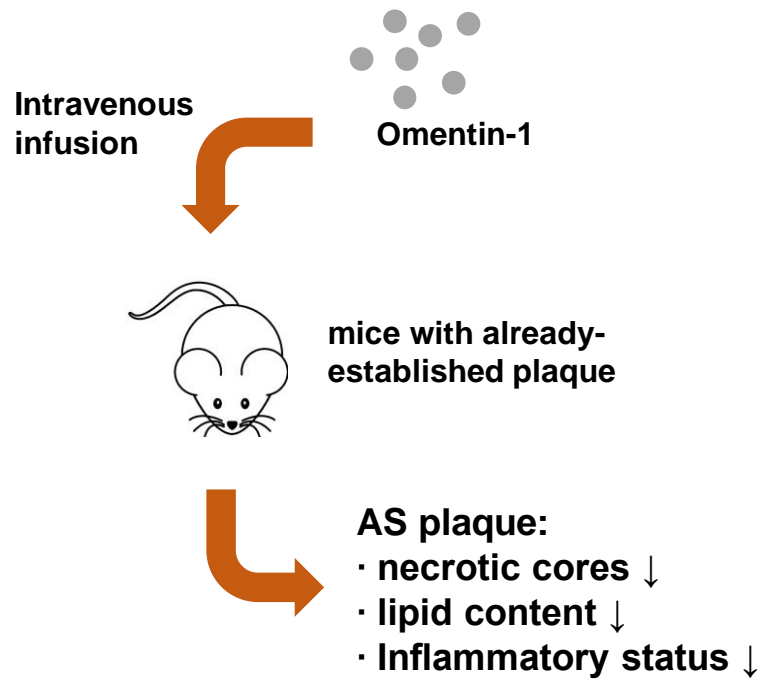 Intravenous
infusion
Omentin-1
mice with already-
established plaque
AS plaque:
· necrotic cores ↓
· lipid content ↓
· Inflammatory status ↓